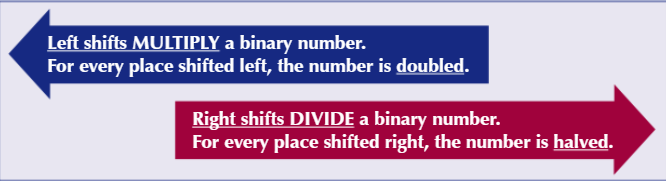 Left shifts MULTIPLY a binary number.
For every place shifted left, the number is doubled.
Right shifts DIVIDE a binary number.
For every place shifted right, the number is halved.